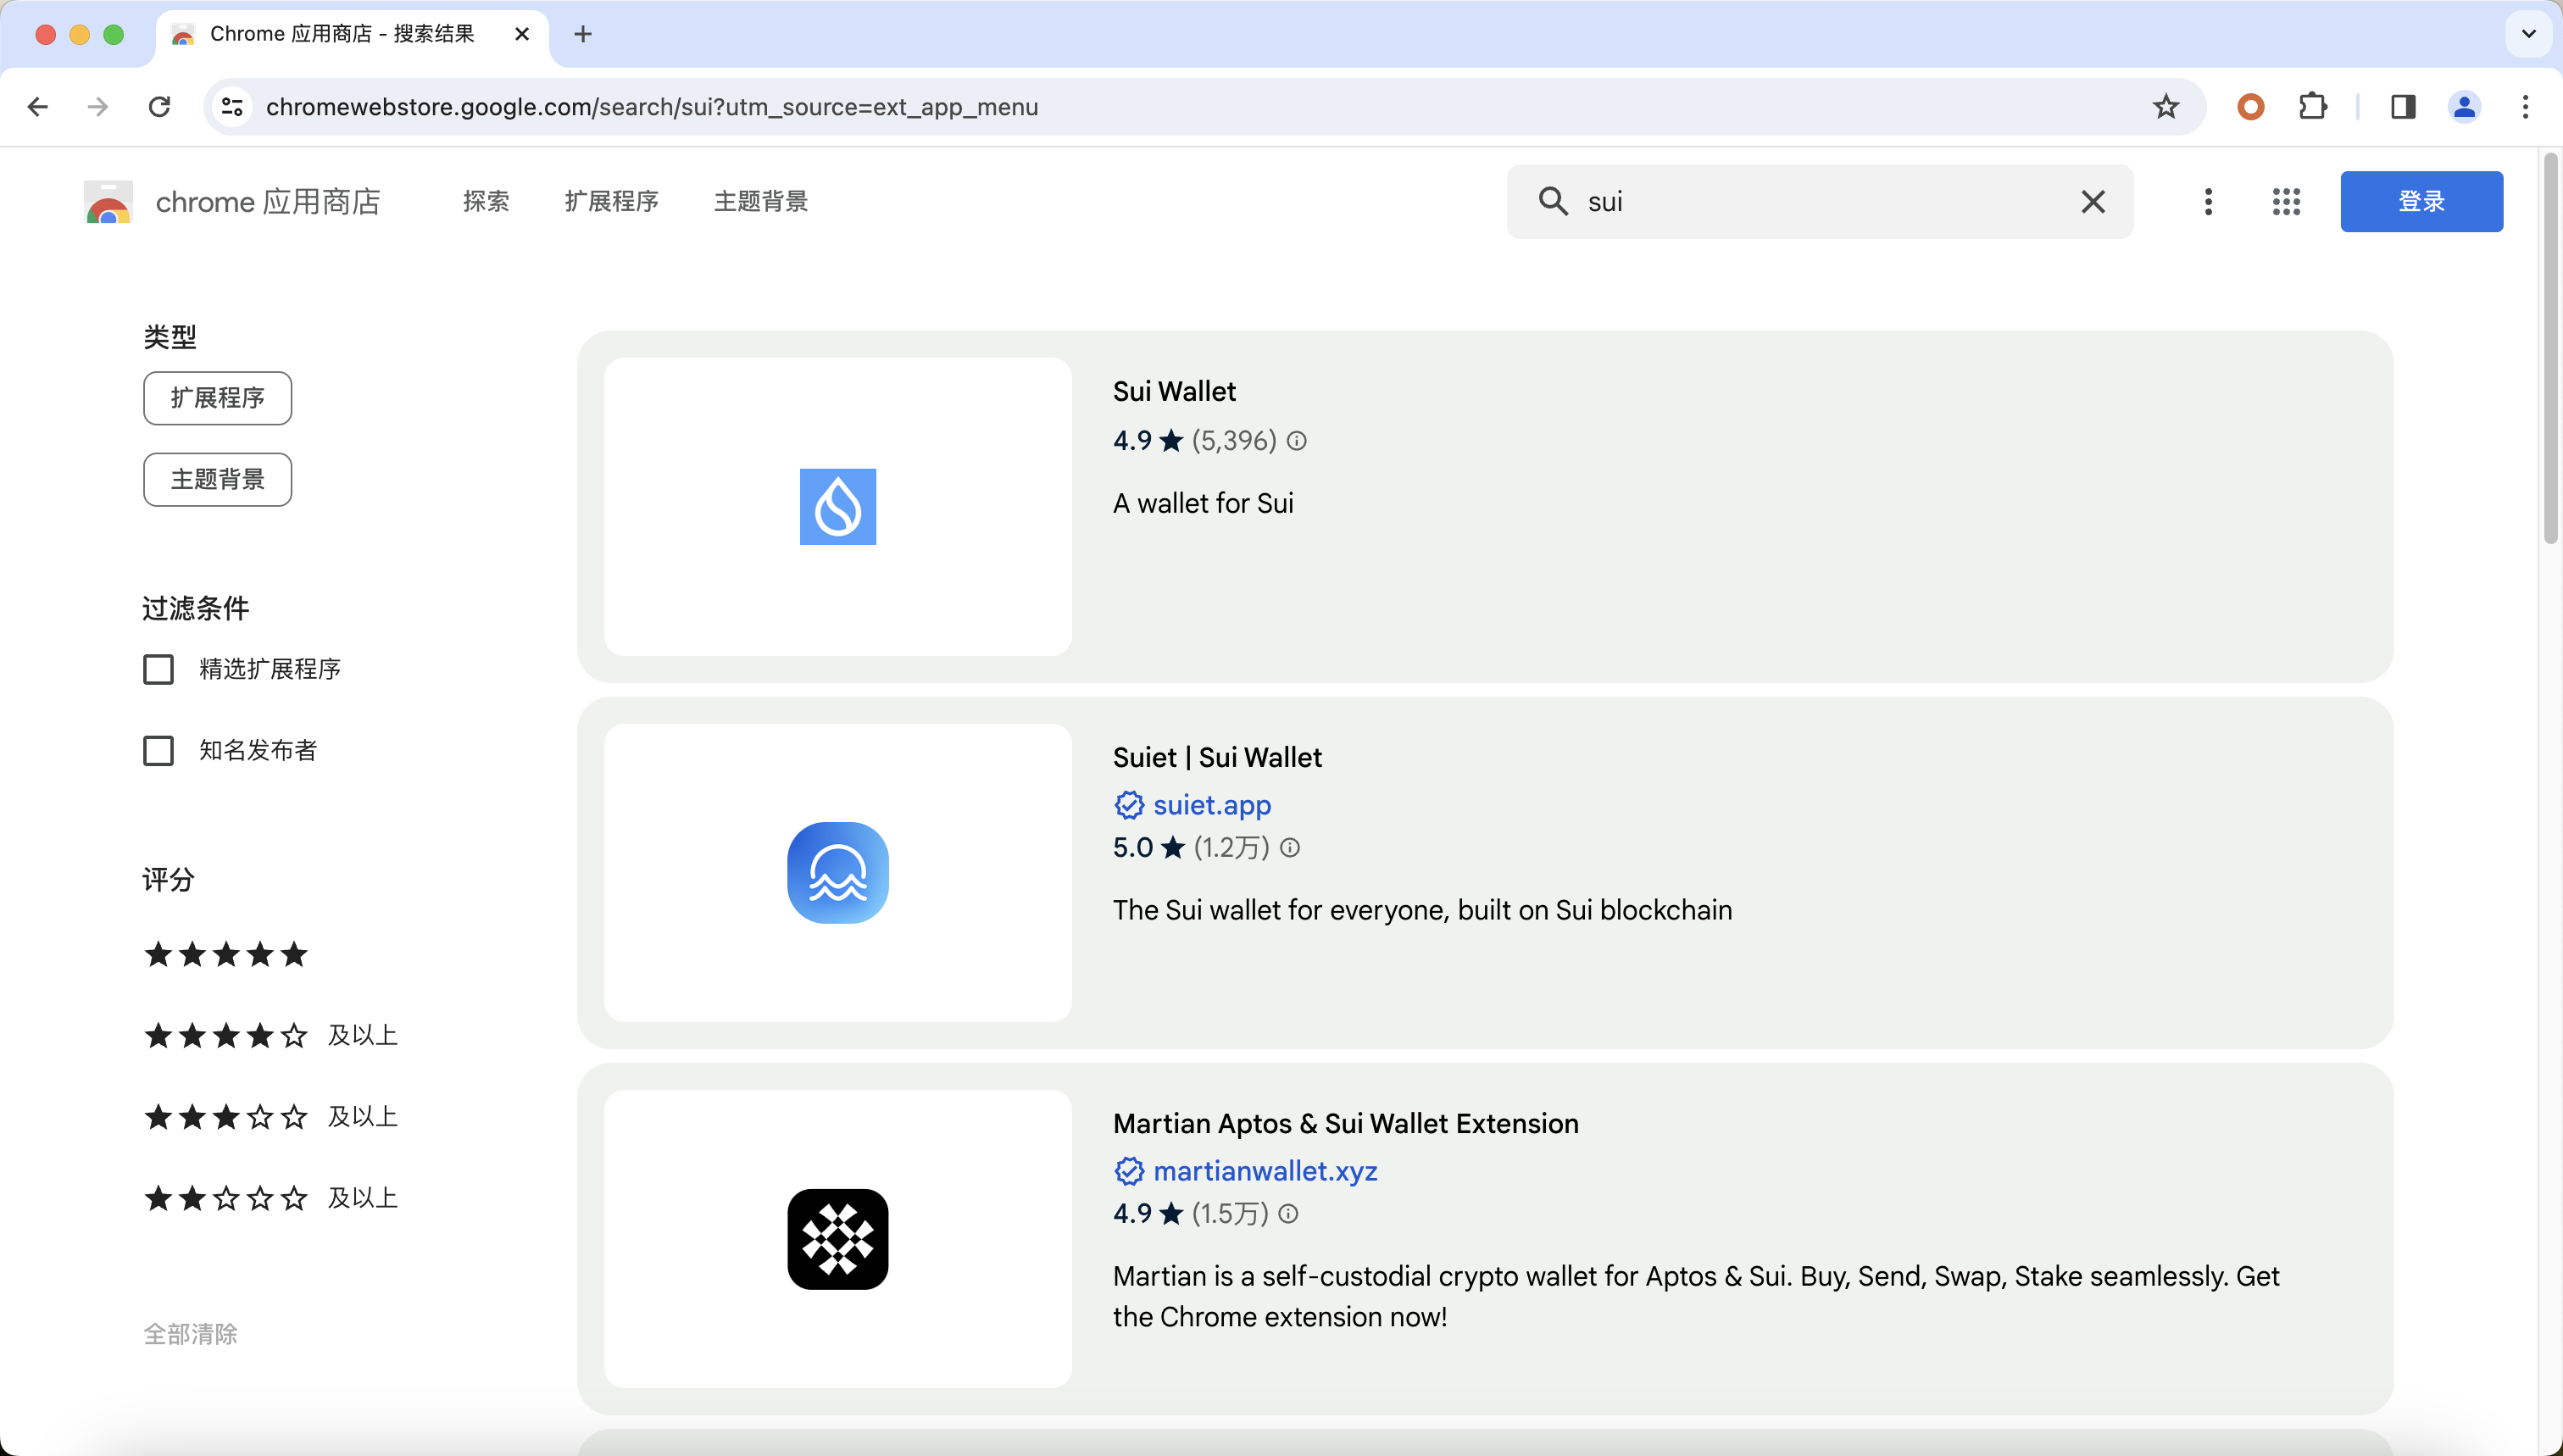 Chrome 应用商店 - 搜索结果
chromewebstore.google.com/search/sui?utm_source=ext_app_menu
chrome 应用商店
探索
扩展程序
主题背景
sui
登录
类型
扩展程序
主题背景
过滤条件
精选扩展程序
知名发布者
评分
及以上
及以上
及以上
全部清除
Sui Wallet
4.9 ★ (5,396)
A wallet for Sui
Suiet | Sui Wallet
suiet.app
5.0 ★ (1.2万)
The Sui wallet for everyone, built on Sui blockchain
Martian Aptos & Sui Wallet Extension
martianwallet.xyz
4.9 ★ (1.5万)
Martian is a self-custodial crypto wallet for Aptos & Sui. Buy, Send, Swap, Stake seamlessly. Get
the Chrome extension now!